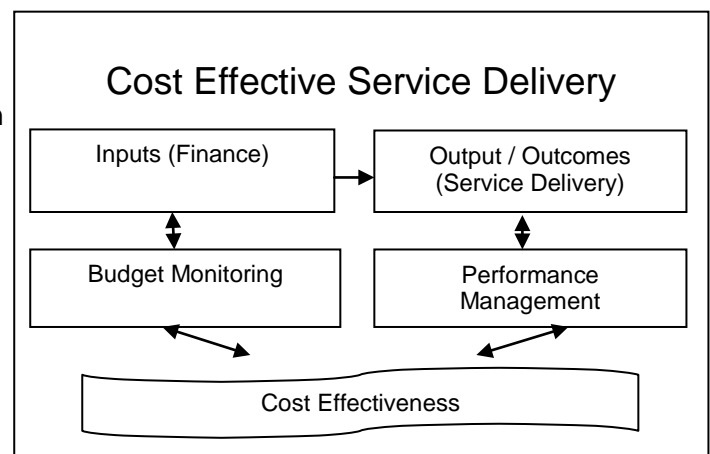 Cost Effective Service Delivery
Inputs (Finance)
Output / Outcomes
(Service Delivery)
Budget Monitoring
Performance
Management
Cost Effectiveness